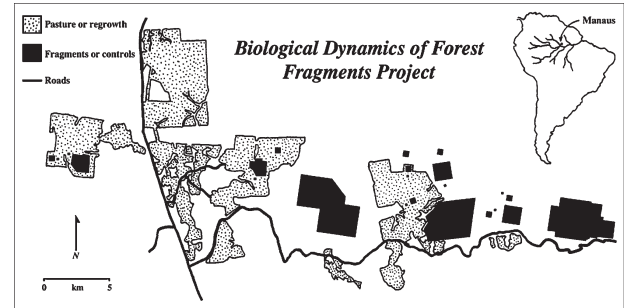 Pasture or regrowth
Fragments or controls
Roads
Biological Dynamics of Forest
Fragments Project
Manaus
N
0 km 5